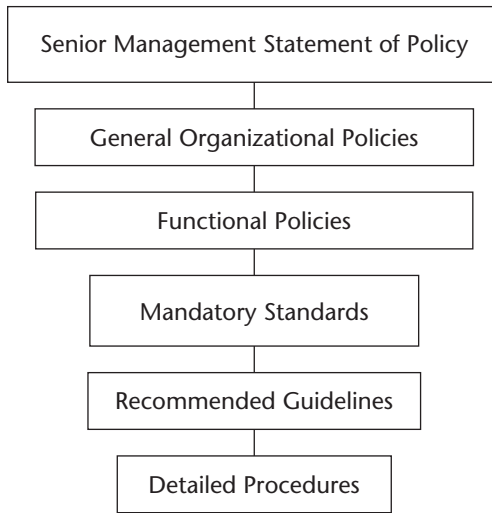 Senior Management Statement of Policy
General Organizational Policies
Functional Policies
Mandatory Standards
Recommended Guidelines
Detailed Procedures